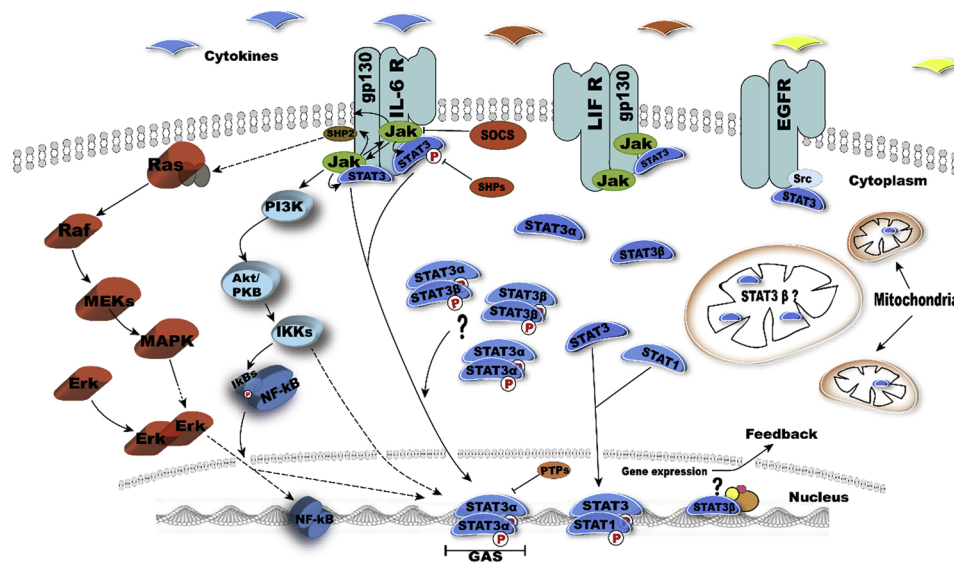 Cytokines
gp130
IL-6 R
LIF R
gp130
EGFR
SHP2
Jak
SOCS
STAT3
P
Jak
STAT3
SHPs
Jak
STAT3
Jak
Src
STAT3
Cytoplasm
Ras
PI3K
Raf
Akt/
PKB
MEKs
IKKs
MAPK
STAT3α
STAT3β
STAT3α
STAT3β
P
?
STAT3β
STAT3β
P
STAT3α
STAT3α
P
STAT3
STAT1
STAT3 β ?
Mitochondria
Erk
IkBs
P
NF-kB
Erk
Erk
Feedback
Gene expression
PTPs
?
Nucleus
NF-kB
STAT3α
STAT3α
P
GAS
STAT3
STAT1
P
STAT3β